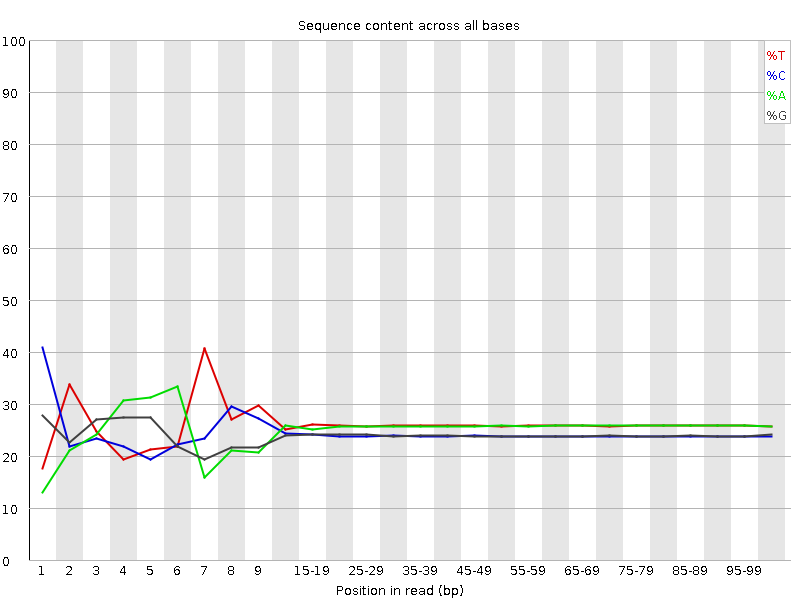 Sequence content across all bases
100
90
80
70
60
50
40
30
20
10
0
%T
%C
%A
%G
1 2 3 4 5 6 7 8 9 15-19 25-29 35-39 45-49 55-59 65-69 75-79 85-89 95-99
Position in read (bp)